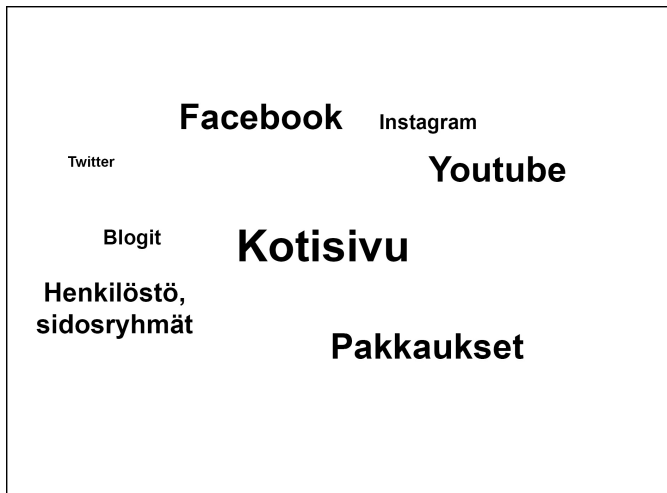 Facebook
Instagram
Twitter
Youtube
Blogit
Kotisivu
Henkilöstö,
sidosryhmät
Pakkaukset